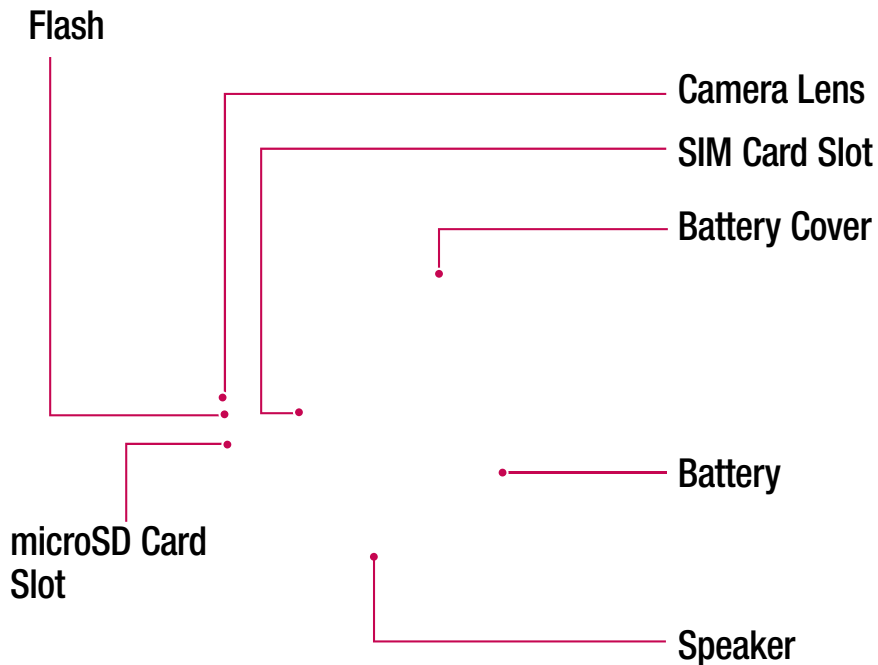 Flash
Camera Lens
SIM Card Slot
Battery Cover
Battery
microSD Card
Slot
Speaker